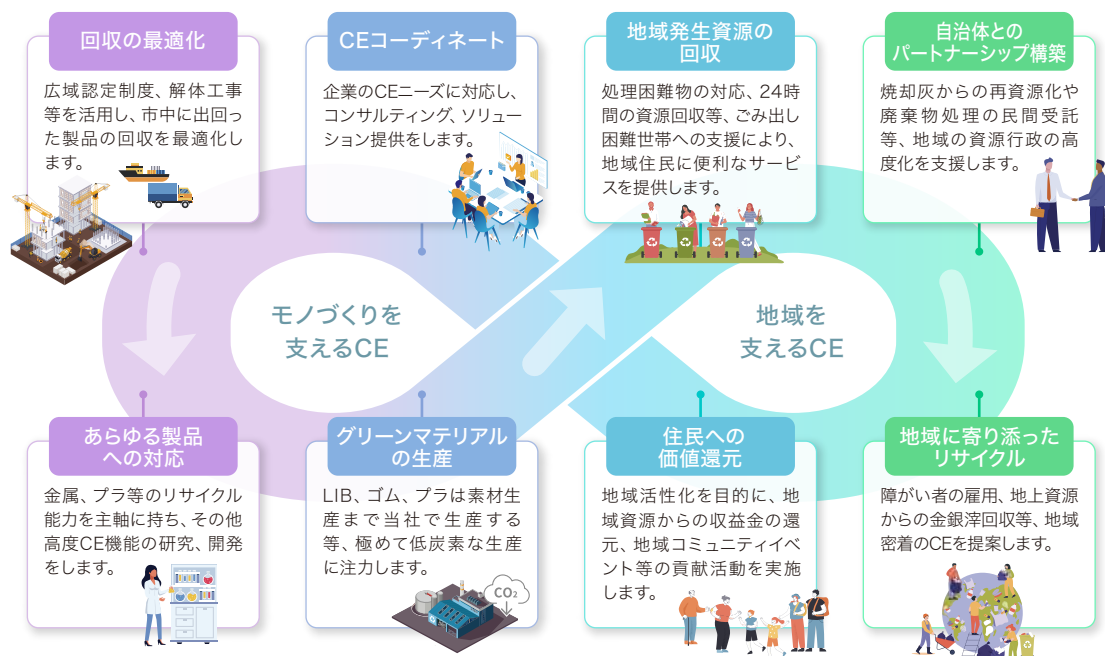 回収の最適化
広域認定制度、解体工事
等を活用し、市中に出回っ
た製品の回収を最適化し
ます。
CEコーディネート
企業のCEニーズに対応し、
コンサルティング、ソリュー
ション提供をします。
地域発生資源の
回収
処理困難物の対応、24時
間の資源回収等、ごみ出し
困難世帯への支援により、
地域住民に便利なサービ
スを提供します。
自治体との
パートナーシップ構築
焼却灰からの再資源化や
廃棄物処理の民間受託
等、地域の資源行政の高
度化を支援します。
モノづくりを
支えるCE
地域を
支えるCE
あらゆる製品
への対応
金属、プラ等のリサイクル
能力を主軸に持ち、その他
高度CE機能の研究、開発
をします。
グリーンマテリアル
の生産
LIB、ゴム、プラは素材生
産まで当社で生産する
等、極めて低炭素な生産
に注力します。
CO₂
住民への
価値還元
地域活性化を目的に、地
域資源からの収益金の還
元、地域コミュニティイベ
ント等の貢献活動を実施
します。
地域に寄り添った
リサイクル
障がい者の雇用、地上資源
からの金銀滓回収等、地域
密着のCEを提案します。